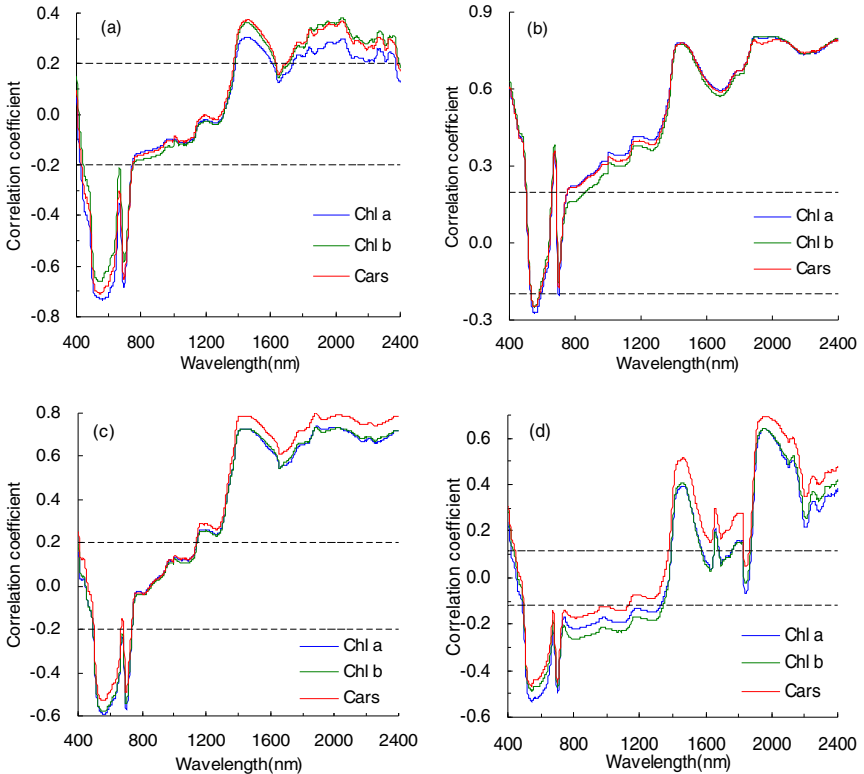 (a)
Correlation coefficient
0.4
0.2
0.0
-0.2
-0.4
-0.6
-0.8
Chl a
Chl b
Cars
400 800 1200 1600 2000 2400
Wavelength(nm)
(b)
Correlation coefficient
0.9
0.6
0.3
0.0
-0.3
Chl a
Chl b
Cars
400 800 1200 1600 2000 2400
Wavelength(nm)
(c)
Correlation coefficient
0.8
0.6
0.4
0.2
0.0
-0.2
-0.4
-0.6
Chl a
Chl b
Cars
400 800 1200 1600 2000 2400
Wavelength(nm)
(d)
Correlation coefficient
0.6
0.4
0.2
0.0
-0.2
-0.4
-0.6
Chl a
Chl b
Cars
400 800 1200 1600 2000 2400
Wavelength(nm)